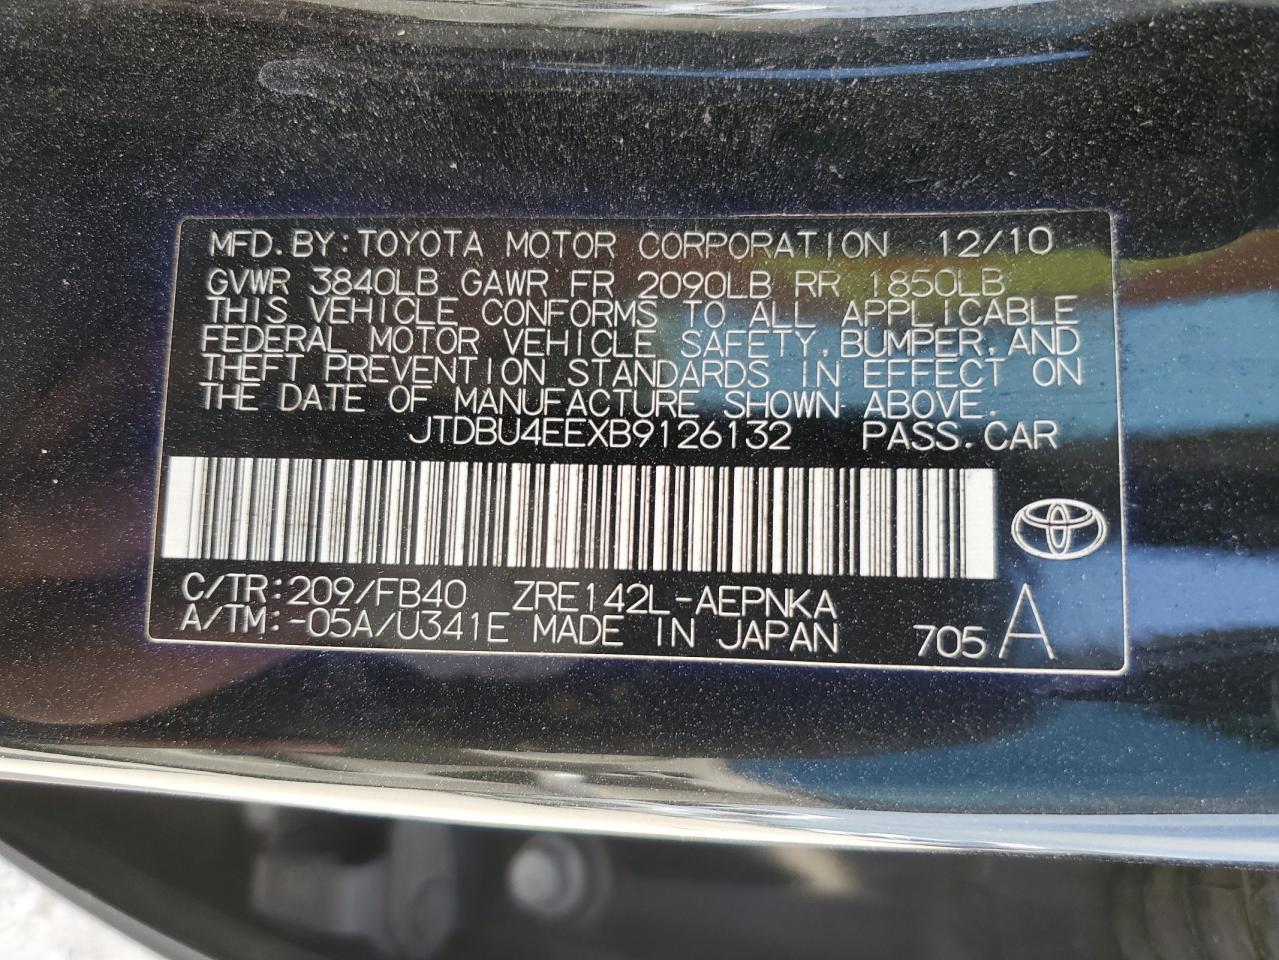 MFD.BY:TOYOTA MOTOR CORPORATION 12/10
GVWR 3840LB GAWR FR 2090LB RR 1850LB
THIS VEHICLE CONFORMS TO ALL APPLICABLE
FEDERAL MOTOR VEHICLE SAFETY,BUMPER,AND
THEFT PREVENTION STANDARDS IN EFFECT ON
THE DATE OF MANUFACTURE SHOWN ABOVE.
JTDBU4EEXB9126132 PASS.CAR
C/TR:209/FB40 ZRE142L-AEPNKA
A/TM:-05A/U341E MADE IN JAPAN 705 A